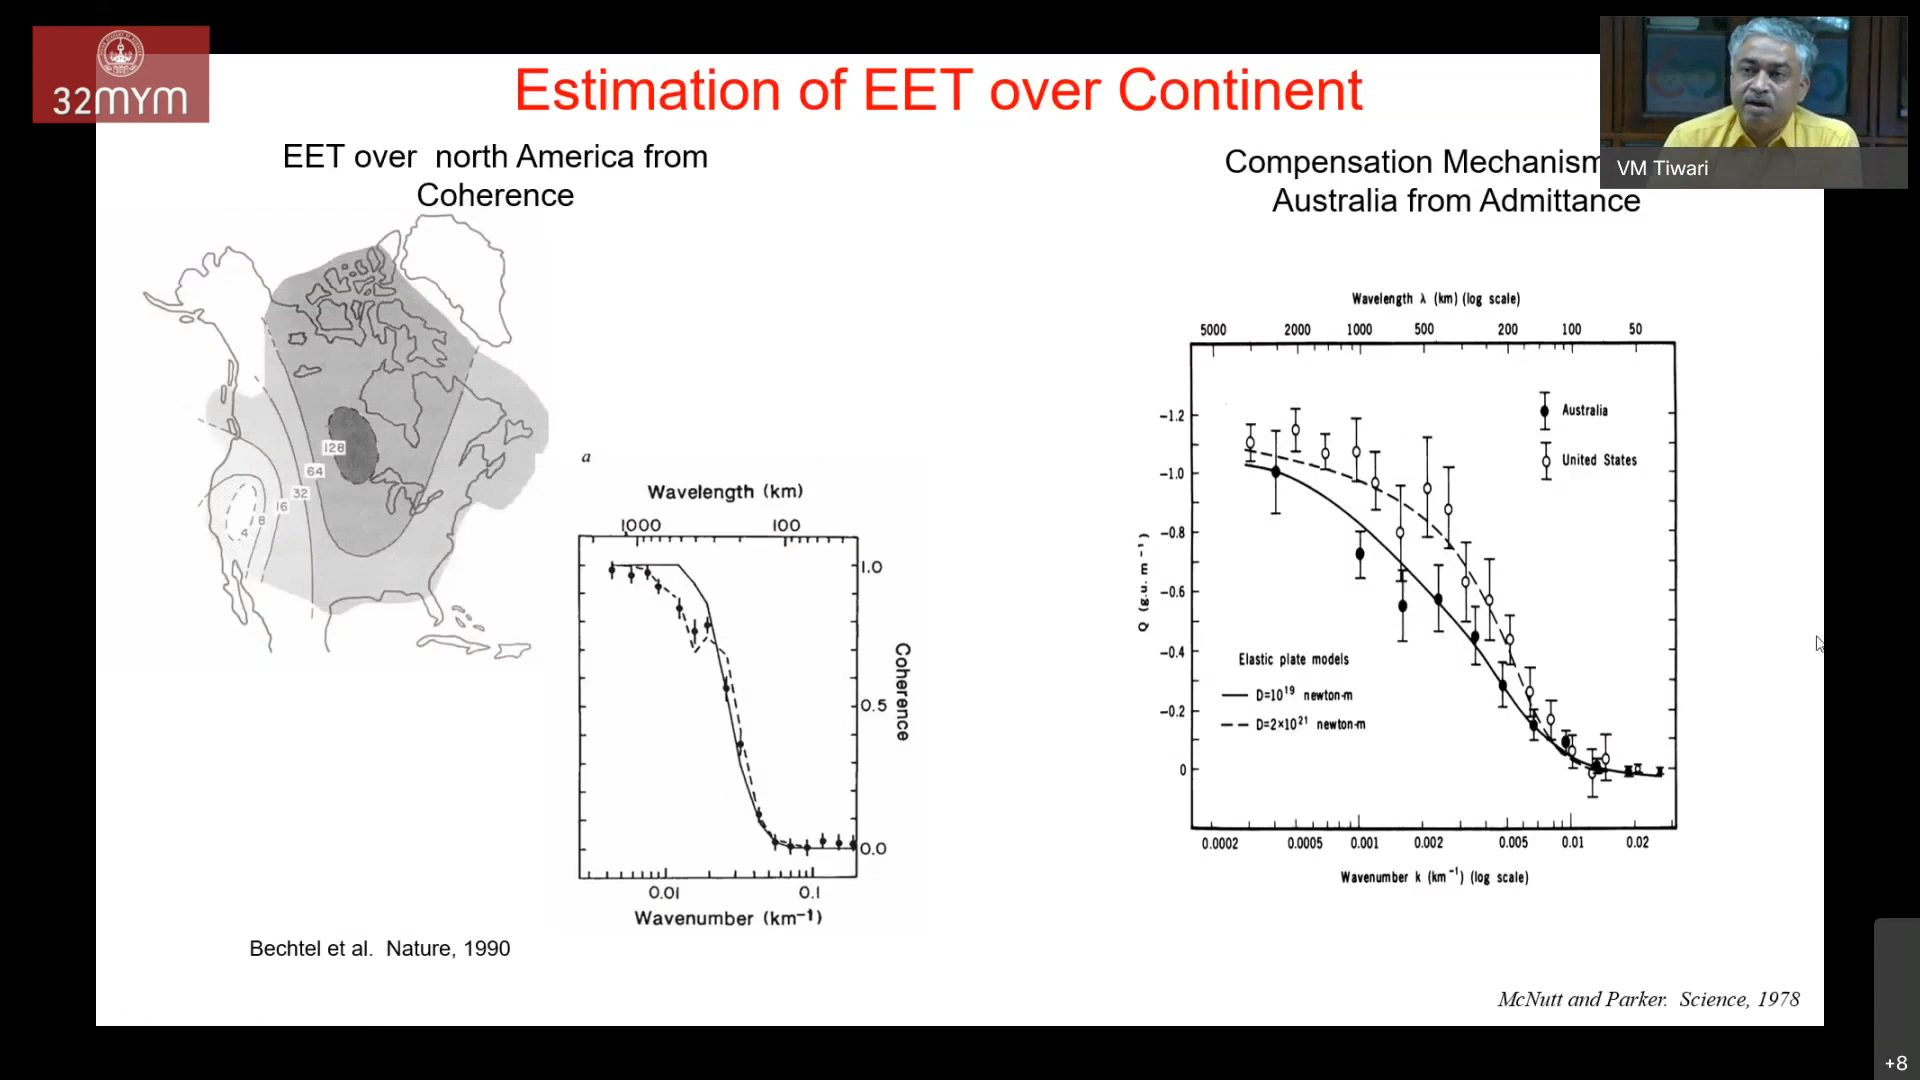 32mym
Estimation of EET over Continent
VM Tiwari
EET over north America from
Coherence
128
64
32
16
8
4
a
Wavelength (km)
1000 100
1.0
0.5
0.0
Coherence
0.01 0.1
Wavenumber (km⁻¹)
Bechtel et al. Nature, 1990
Compensation Mechanism
Australia from Admittance
Wavelength λ (km) (log scale)
5000 2000 1000 500 200 100 50
Australia
United States
-1.2
-1.0
-0.8
-0.6
-0.4
-0.2
0
Q (g.u. m⁻¹)
Elastic plate models
D=10¹⁹ newton-m
D=2×10²¹ newton-m
0.0002 0.0005 0.001 0.002 0.005 0.01 0.02
Wavenumber k (km⁻¹) (log scale)
McNutt and Parker. Science, 1978
+8